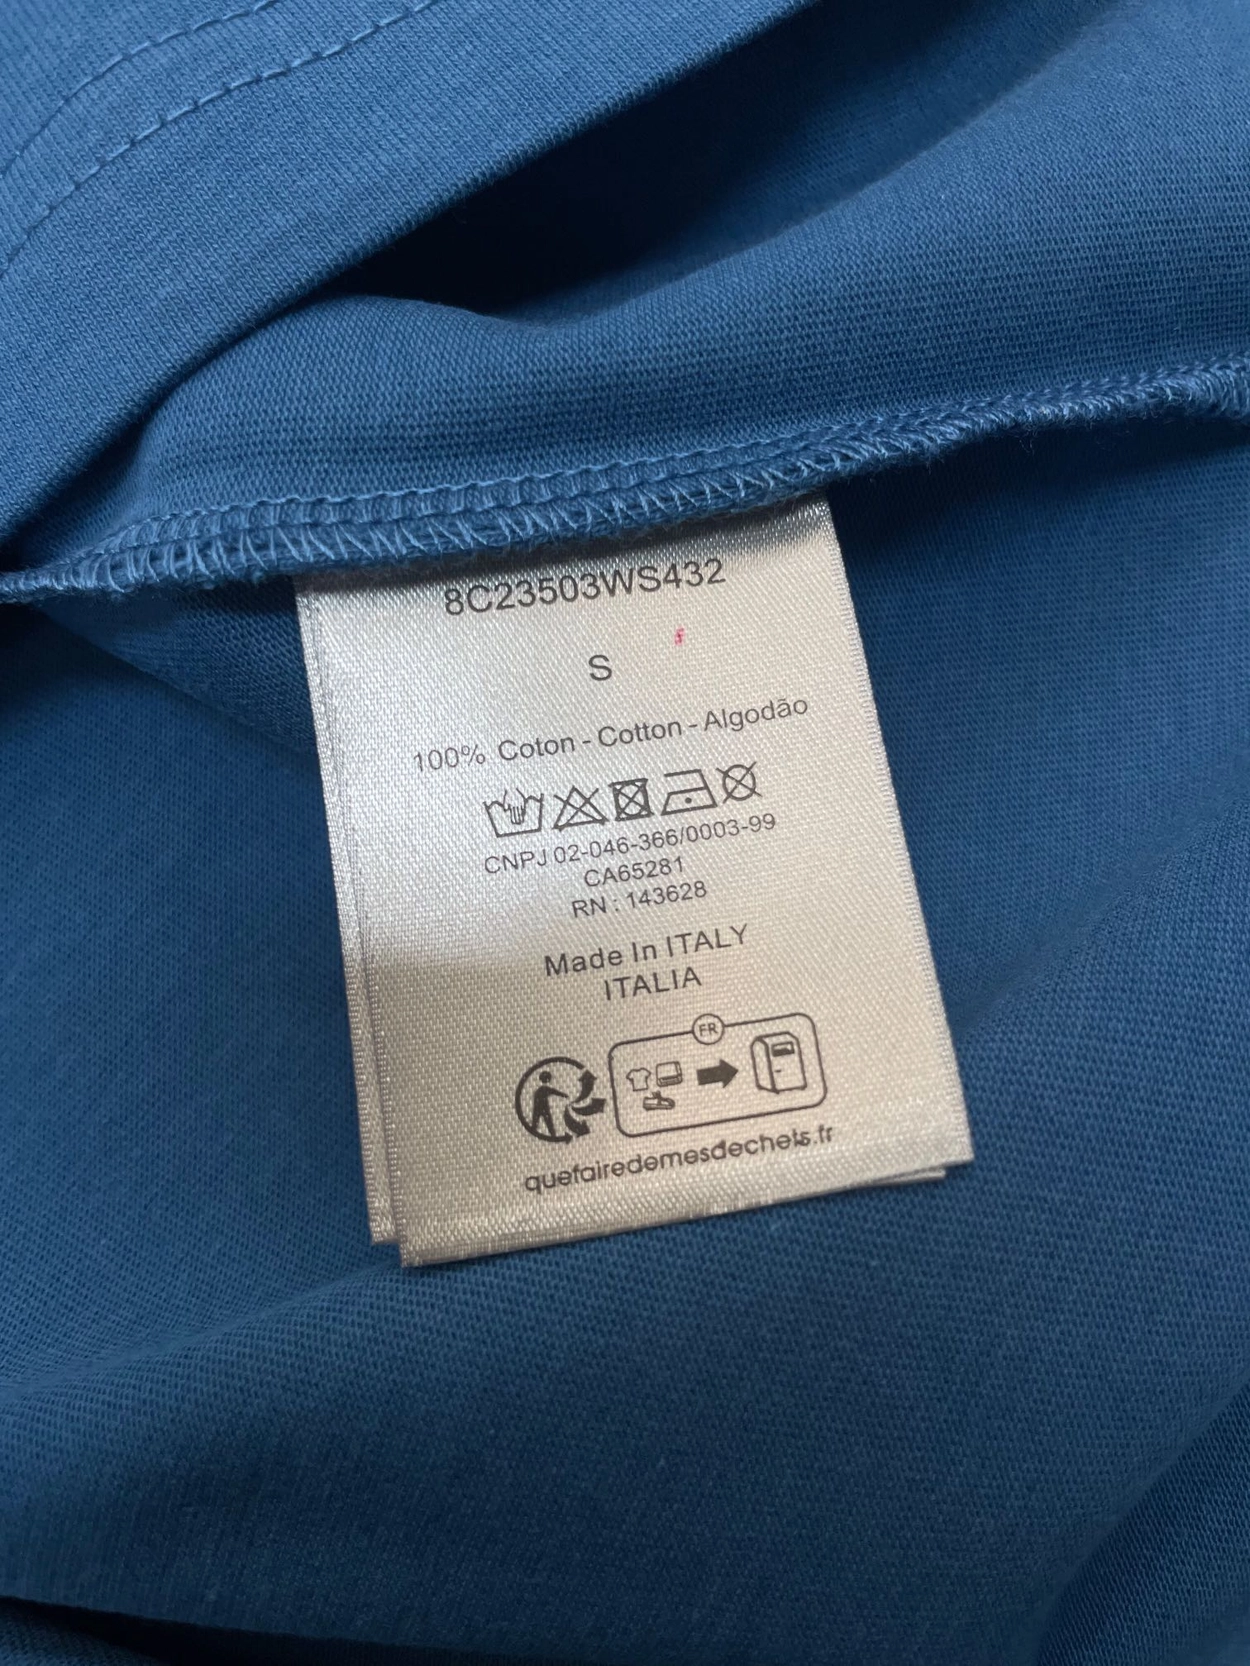 8C23503WS432
S
100% Coton - Cotton - Algodão
CNPJ 02-046-366/0003-99
CA65281
RN : 143628
Made In ITALY
ITALIA
FR
quefairedemesdechets.fr